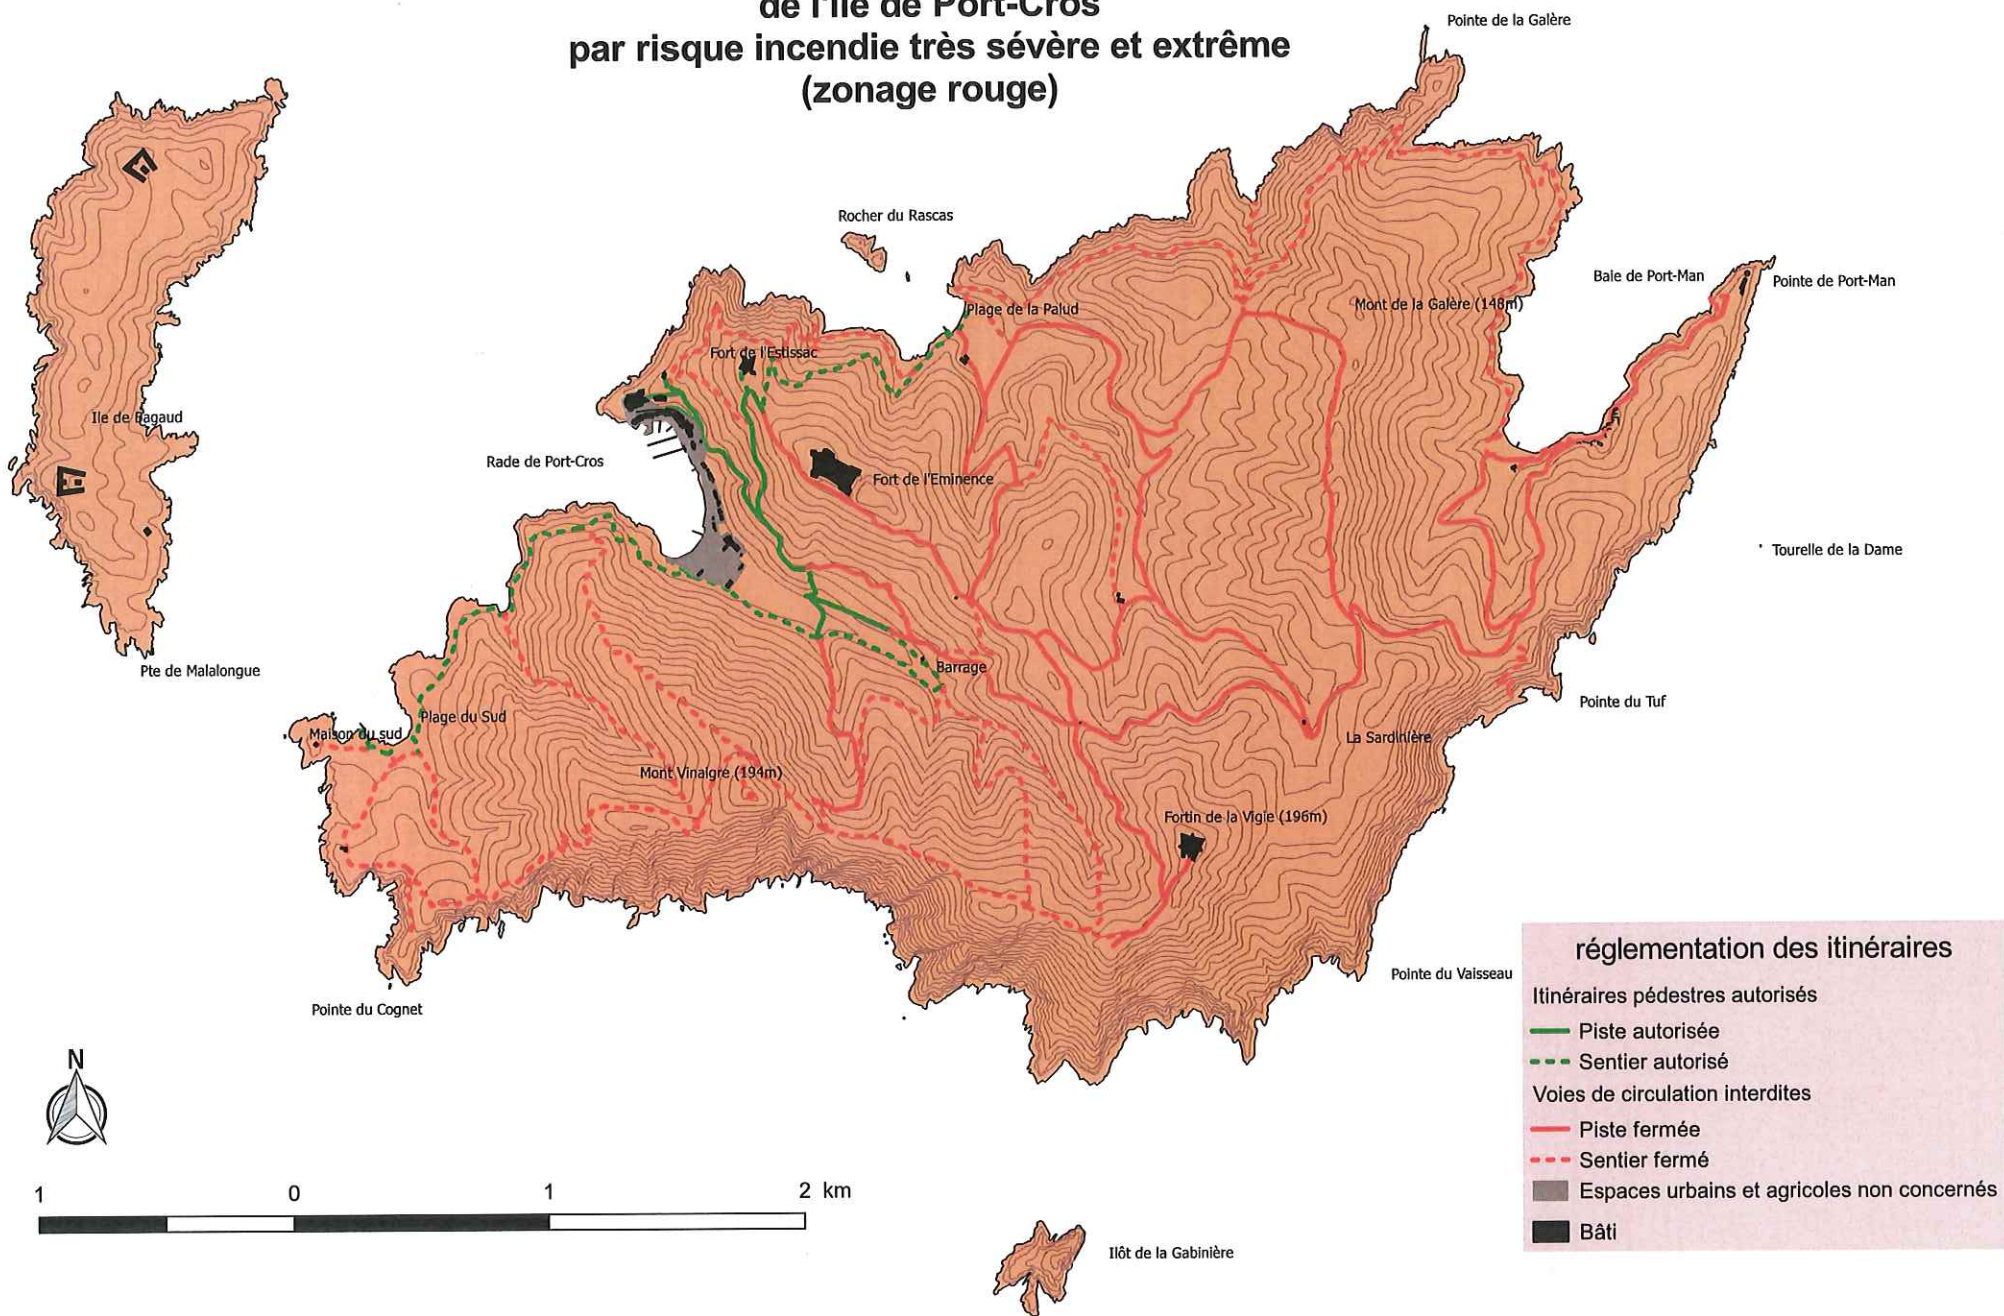 de l'île de Port-Cros
par risque incendie très sévère et extrême
(zonage rouge)
Pointe de la Galère
Rocher du Rascas
Baie de Port-Man
Pointe de Port-Man
Plage de la Palud
Mont de la Galère (148m)
Fort de l'Estissac
Ile de Bagaud
Rade de Port-Cros
Fort de l'Eminence
Tourelle de la Dame
Pte de Malalongue
Barrage
Pointe du Tuf
Plage du Sud
Maison du sud
La Sardinière
Mont Vinaigre (194m)
Fortin de la Vigie (196m)
Pointe du Vaisseau
Pointe du Cognet
réglementation des itinéraires
Itinéraires pédestres autorisés
Piste autorisée
Sentier autorisé
Voies de circulation interdites
Piste fermée
Sentier fermé
Espaces urbains et agricoles non concernés
Bâti
N
1 0 1 2 km
Ilôt de la Gabinière